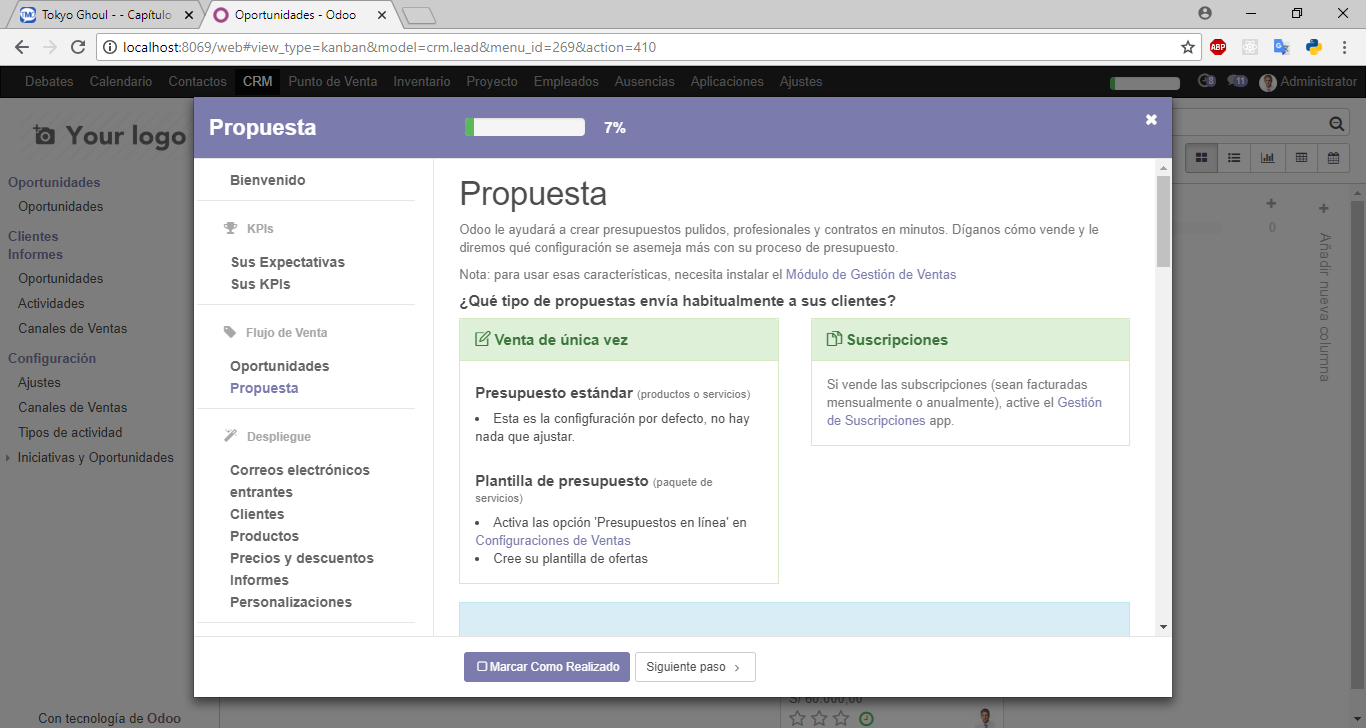 Tokyo Ghoul - - Capítulo
Oportunidades - Odoo
localhost:8069/web#view_type=kanban&model=crm.lead&menu_id=269&action=410
ABP
Debates Calendario Contactos CRM Punto de Venta Inventario Proyecto Empleados Ausencias Aplicaciones Ajustes
8 11 Administrator
Your logo
Oportunidades
Oportunidades
Clientes
Informes
Oportunidades
Actividades
Canales de Ventas
Configuración
Ajustes
Canales de Ventas
Tipos de actividad
Iniciativas y Oportunidades
Con tecnología de Odoo
Propuesta 7%
Bienvenido
KPIs
Sus Expectativas
Sus KPIs
Flujo de Venta
Oportunidades
Propuesta
Despliegue
Correos electrónicos
entrantes
Clientes
Productos
Precios y descuentos
Informes
Personalizaciones
Propuesta
Odoo le ayudará a crear presupuestos pulidos, profesionales y contratos en minutos. Díganos cómo vende y le
diremos qué configuración se asemeja más con su proceso de presupuesto.
Nota: para usar esas características, necesita instalar el Módulo de Gestión de Ventas
¿Qué tipo de propuestas envía habitualmente a sus clientes?
Venta de única vez
Presupuesto estándar (productos o servicios)
• Esta es la configfuración por defecto, no hay
nada que ajustar.
Plantilla de presupuesto (paquete de
servicios)
• Activa las opción 'Presupuestos en línea' en
Configuraciones de Ventas
• Cree su plantilla de ofertas
Suscripciones
Si vende las subscripciones (sean facturadas
mensualmente o anualmente), active el Gestión
de Suscripciones app.
Marcar Como Realizado
Siguiente paso
0
Añadir nueva columna
S/ 60.000,00